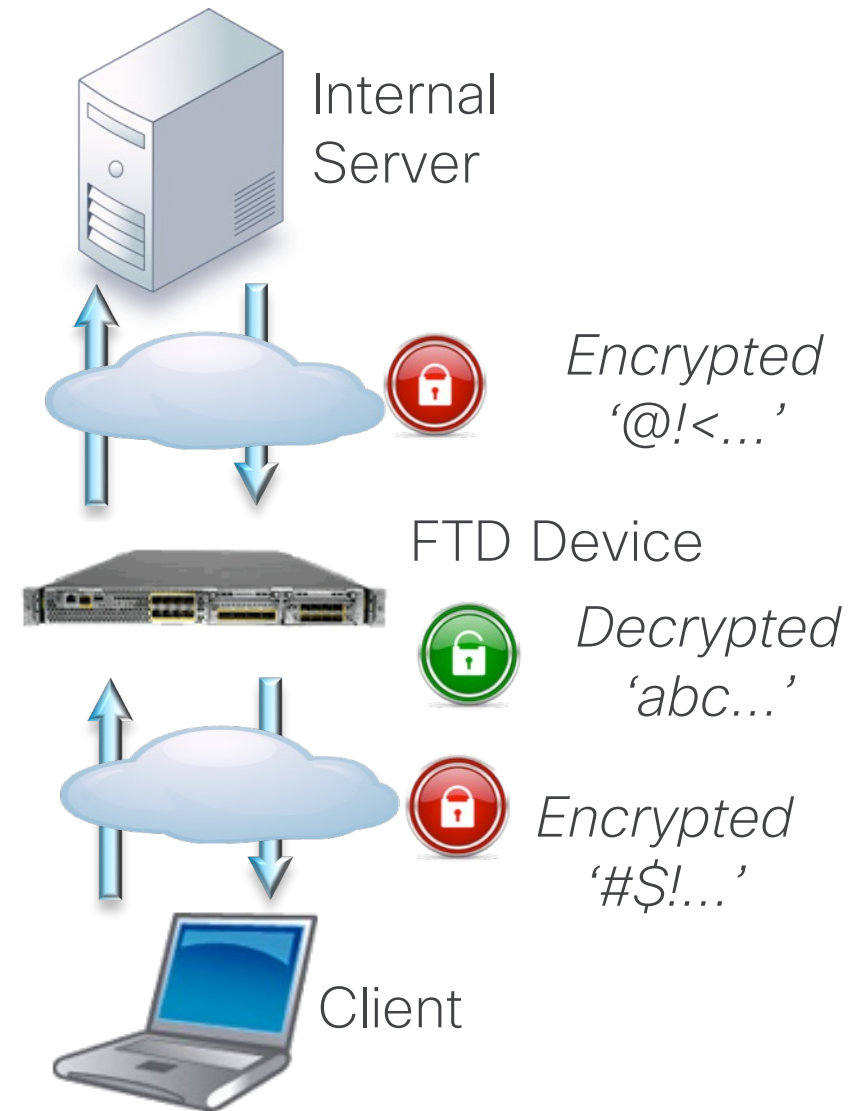 Internal
Server
Encrypted
‘@!<...’
FTD Device
Decrypted
‘abc...’
Encrypted
‘#$!...’
Client